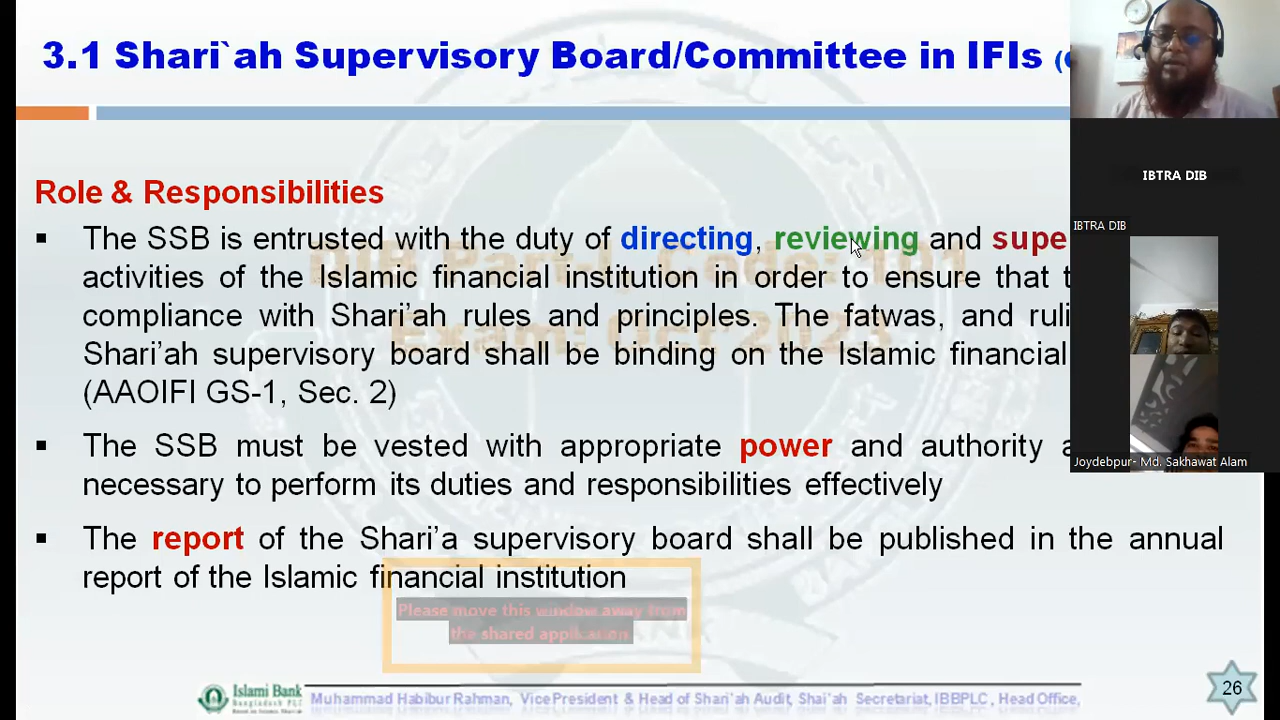 3.1 Shari`ah Supervisory Board/Committee in IFIs
Role & Responsibilities
▪ The SSB is entrusted with the duty of directing, reviewing and supe
activities of the Islamic financial institution in order to ensure that
compliance with Shari’ah rules and principles. The fatwas, and ruli
Shari’ah supervisory board shall be binding on the Islamic financial
(AAOIFI GS-1, Sec. 2)
▪ The SSB must be vested with appropriate power and authority
necessary to perform its duties and responsibilities effectively
▪ The report of the Shari’a supervisory board shall be published in the annual
report of the Islamic financial institution
Please move this window away from
the shared application
Islami Bank
Bangladesh PLC
Muhammad Habibur Rahman, Vice President & Head of Shari'ah Audit, Shai'ah Secretariat, IBBPLC, Head Office,
26
IBTRA DIB
IBTRA DIB
Joydebpur- Md. Sakhawat Alam